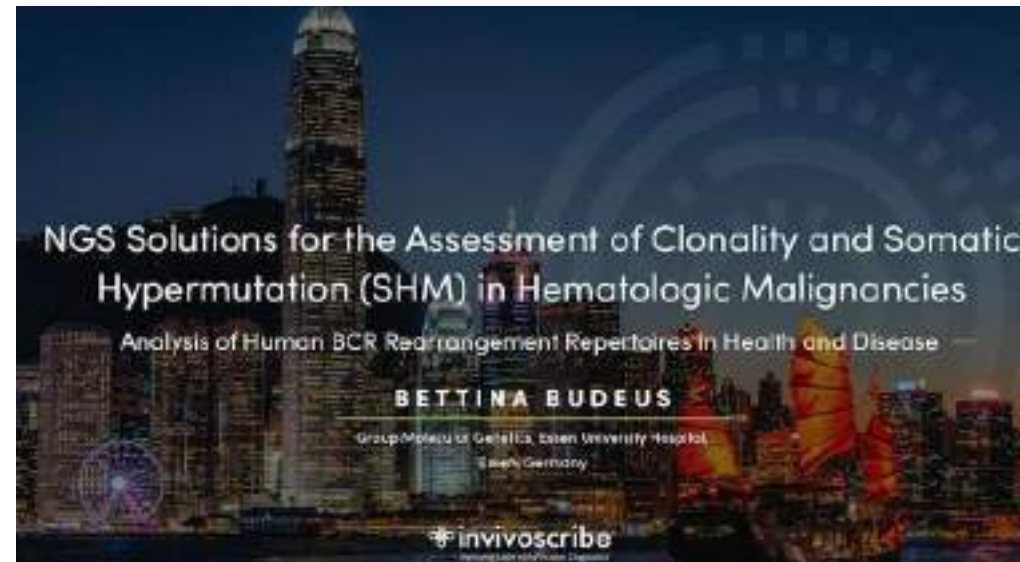 NGS Solutions for the Assessment of Clonality and Somatic
Hypermutation (SHM) in Hematologic Malignancies
Analysis of Human BCR Rearrangement Repertoires in Health and Disease
BETTINA BUDEUS
Group Molecular Genetics, Essen University Hospital,
Essen, Germany
invivoscribe